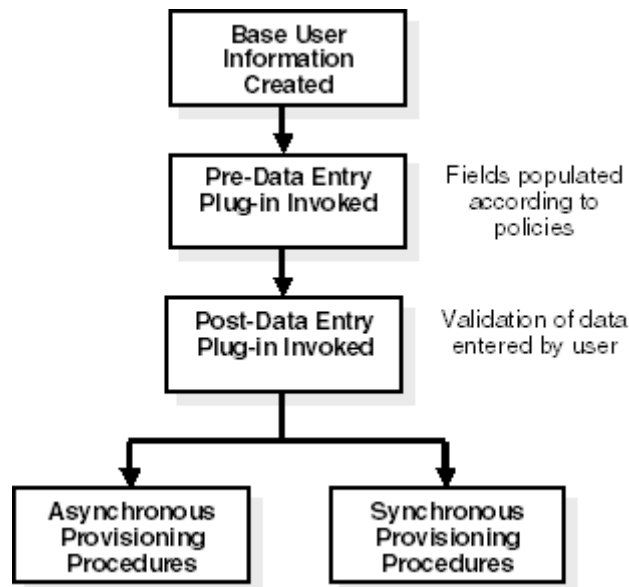 Base User
Information
Created
Pre-Data Entry
Plug-in Invoked
Fields populated
according to
policies
Post-Data Entry
Plug-in Invoked
Validation of data
entered by user
Asynchronous
Provisioning
Procedures
Synchronous
Provisioning
Procedures